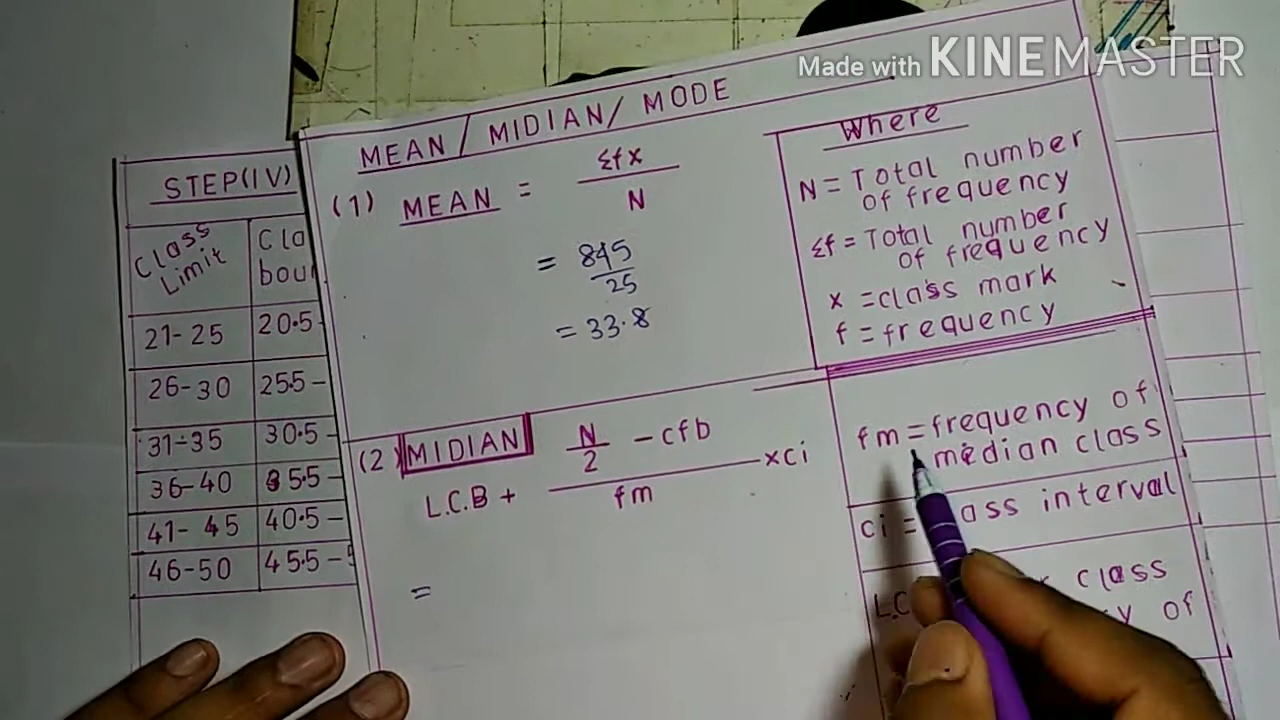 Made with KINEMASTER
MEAN / MIDIAN / MODE
(1) MEAN = Σfx
N
= 845
25
= 33.8
Where
N = Total number
of frequency
Σf = Total number
of frequency
x = class mark
f = frequency
(2) MIDIAN N/2 - cfb
L.C.B + fm × ci
=
fm = frequency of
median class
ci = ass interval
L.C class
y of
STEP(IV)
Class
Limit
Cla
bou
21-25 20.5-
26-30 25.5-
31-35 30.5-
36-40 35.5-
41-45 40.5-
46-50 45.5-